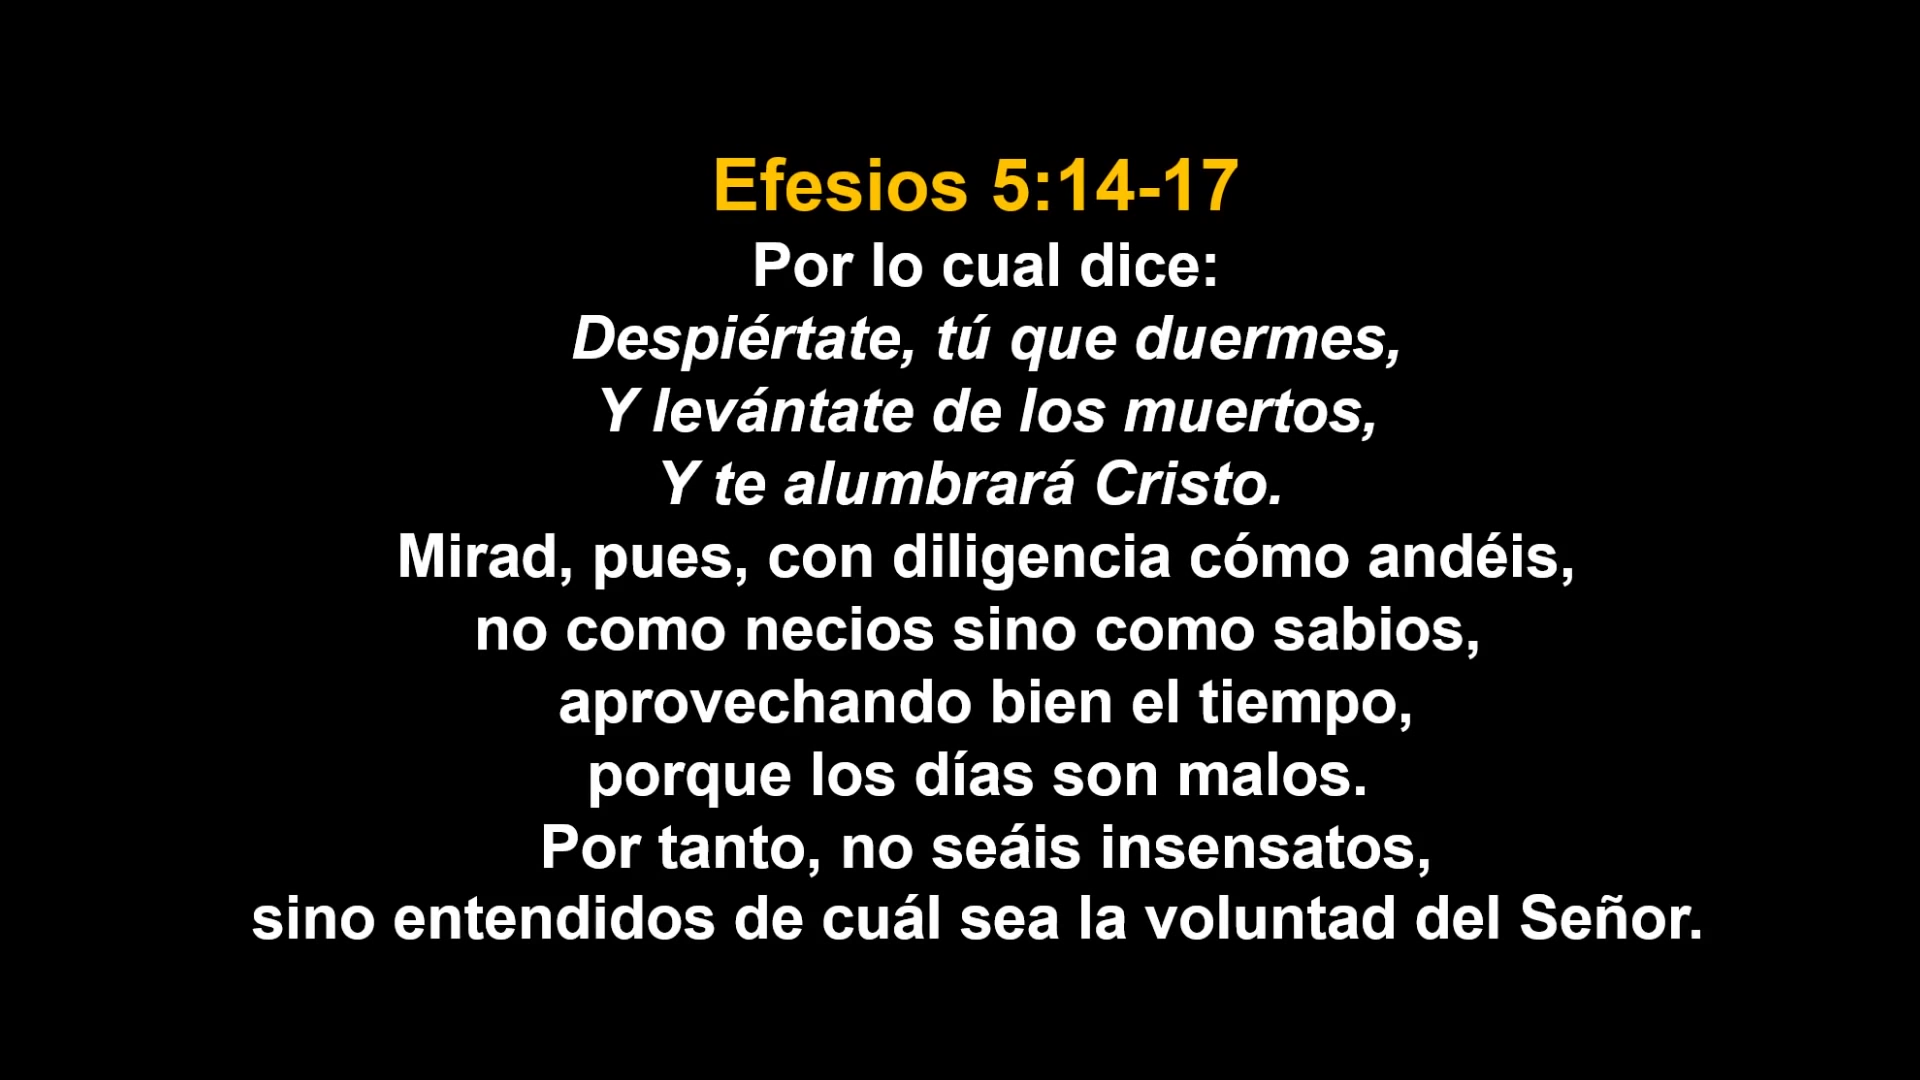 Efesios 5:14-17
Por lo cual dice:
Despiértate, tú que duermes,
Y levántate de los muertos,
Y te alumbrará Cristo.
Mirad, pues, con diligencia cómo andéis,
no como necios sino como sabios,
aprovechando bien el tiempo,
porque los días son malos.
Por tanto, no seáis insensatos,
sino entendidos de cuál sea la voluntad del Señor.